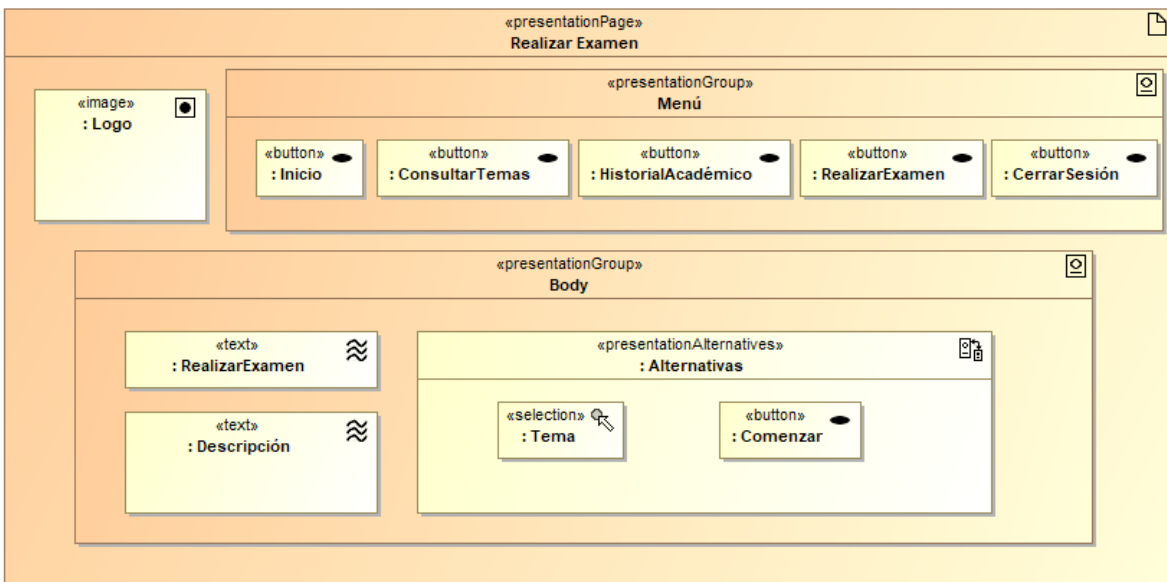 «presentationPage»
Realizar Examen
«image»
: Logo
«presentationGroup»
Menú
«button»
: Inicio
«button»
: ConsultarTemas
«button»
: HistorialAcadémico
«button»
: RealizarExamen
«button»
: CerrarSesión
«presentationGroup»
Body
«text»
: RealizarExamen
«text»
: Descripción
«presentationAlternatives»
: Alternativas
«selection»
: Tema
«button»
: Comenzar